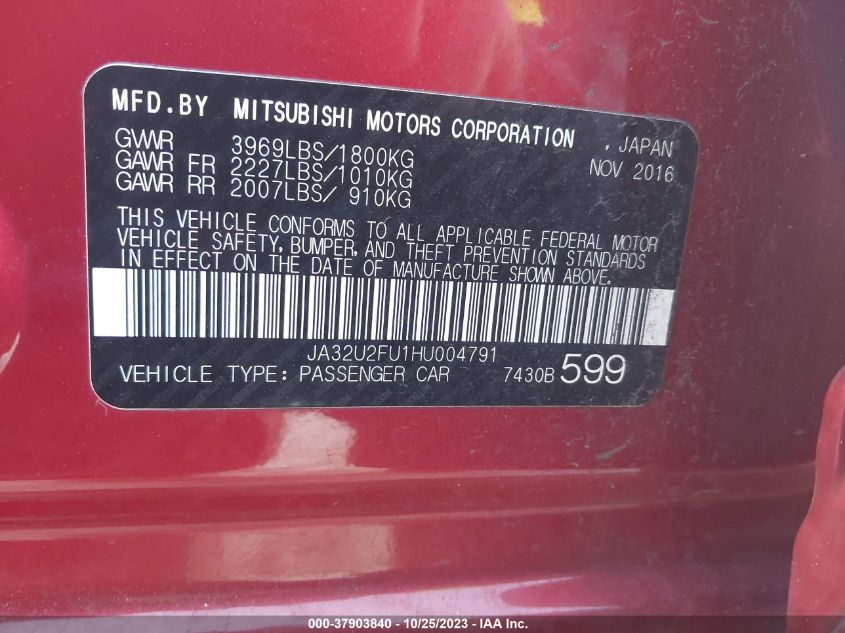 MFD.BY MITSUBISHI MOTORS CORPORATION , JAPAN
GVWR 3969LBS/1800KG NOV 2016
GAWR FR 2227LBS/1010KG
GAWR RR 2007LBS/ 910KG
THIS VEHICLE CONFORMS TO ALL APPLICABLE FEDERAL MOTOR
VEHICLE SAFETY, BUMPER, AND THEFT PREVENTION STANDARDS
IN EFFECT ON THE DATE OF MANUFACTURE SHOWN ABOVE.
JA32U2FU1HU004791
VEHICLE TYPE: PASSENGER CAR 7430B 599
000-37903840 - 10/25/2023 - IAA Inc.